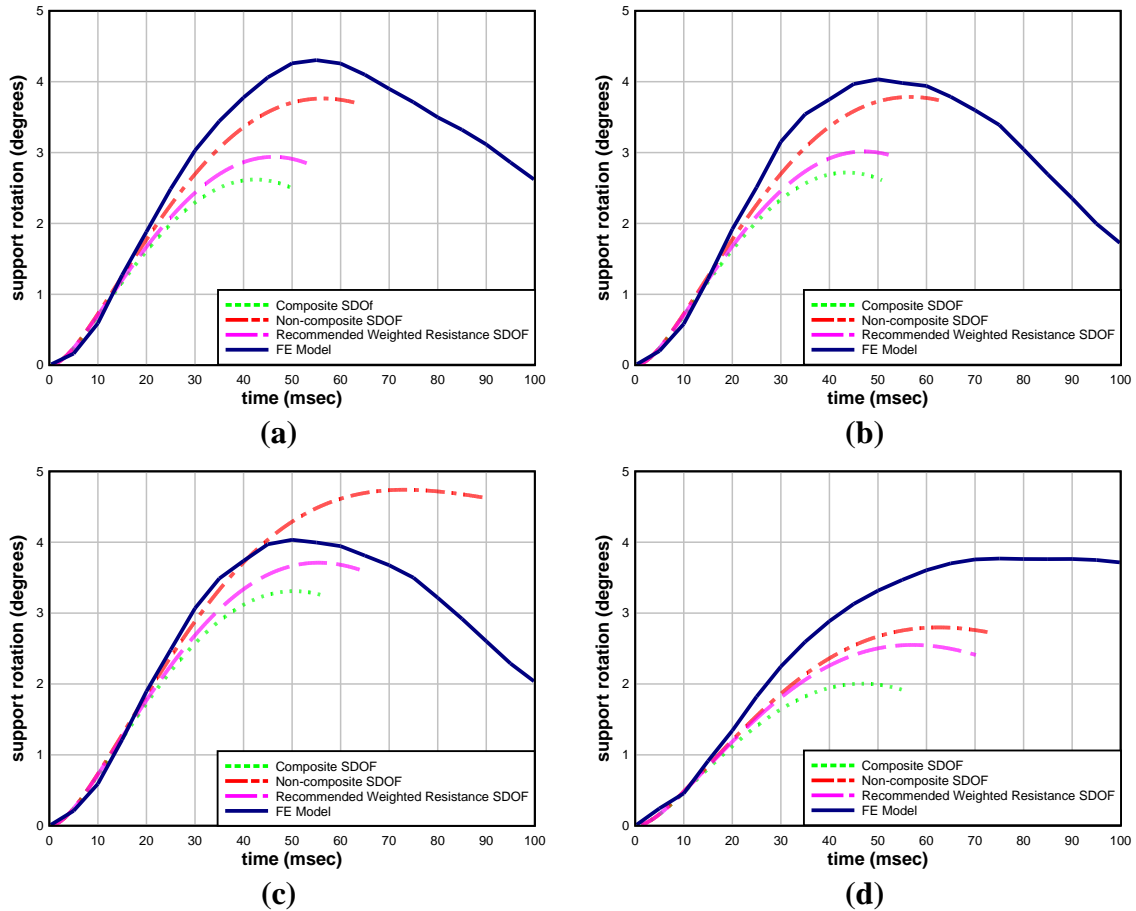 support rotation (degrees)
5
4
3
2
1
0
Composite SDOf
Non-composite SDOF
Recommended Weighted Resistance SDOF
FE Model
0 10 20 30 40 50 60 70 80 90 100
time (msec)
(a)
support rotation (degrees)
5
4
3
2
1
0
Composite SDOF
Non-composite SDOF
Recommended Weighted Resistance SDOF
FE Model
0 10 20 30 40 50 60 70 80 90 100
time (msec)
(b)
support rotation (degrees)
5
4
3
2
1
0
Composite SDOF
Non-composite SDOF
Recommended Weighted Resistance SDOF
FE Model
0 10 20 30 40 50 60 70 80 90 100
time (msec)
(c)
support rotation (degrees)
5
4
3
2
1
0
Composite SDOF
Non-composite SDOF
Recommended Weighted Resistance SDOF
FE Model
0 10 20 30 40 50 60 70 80 90 100
time (msec)
(d)